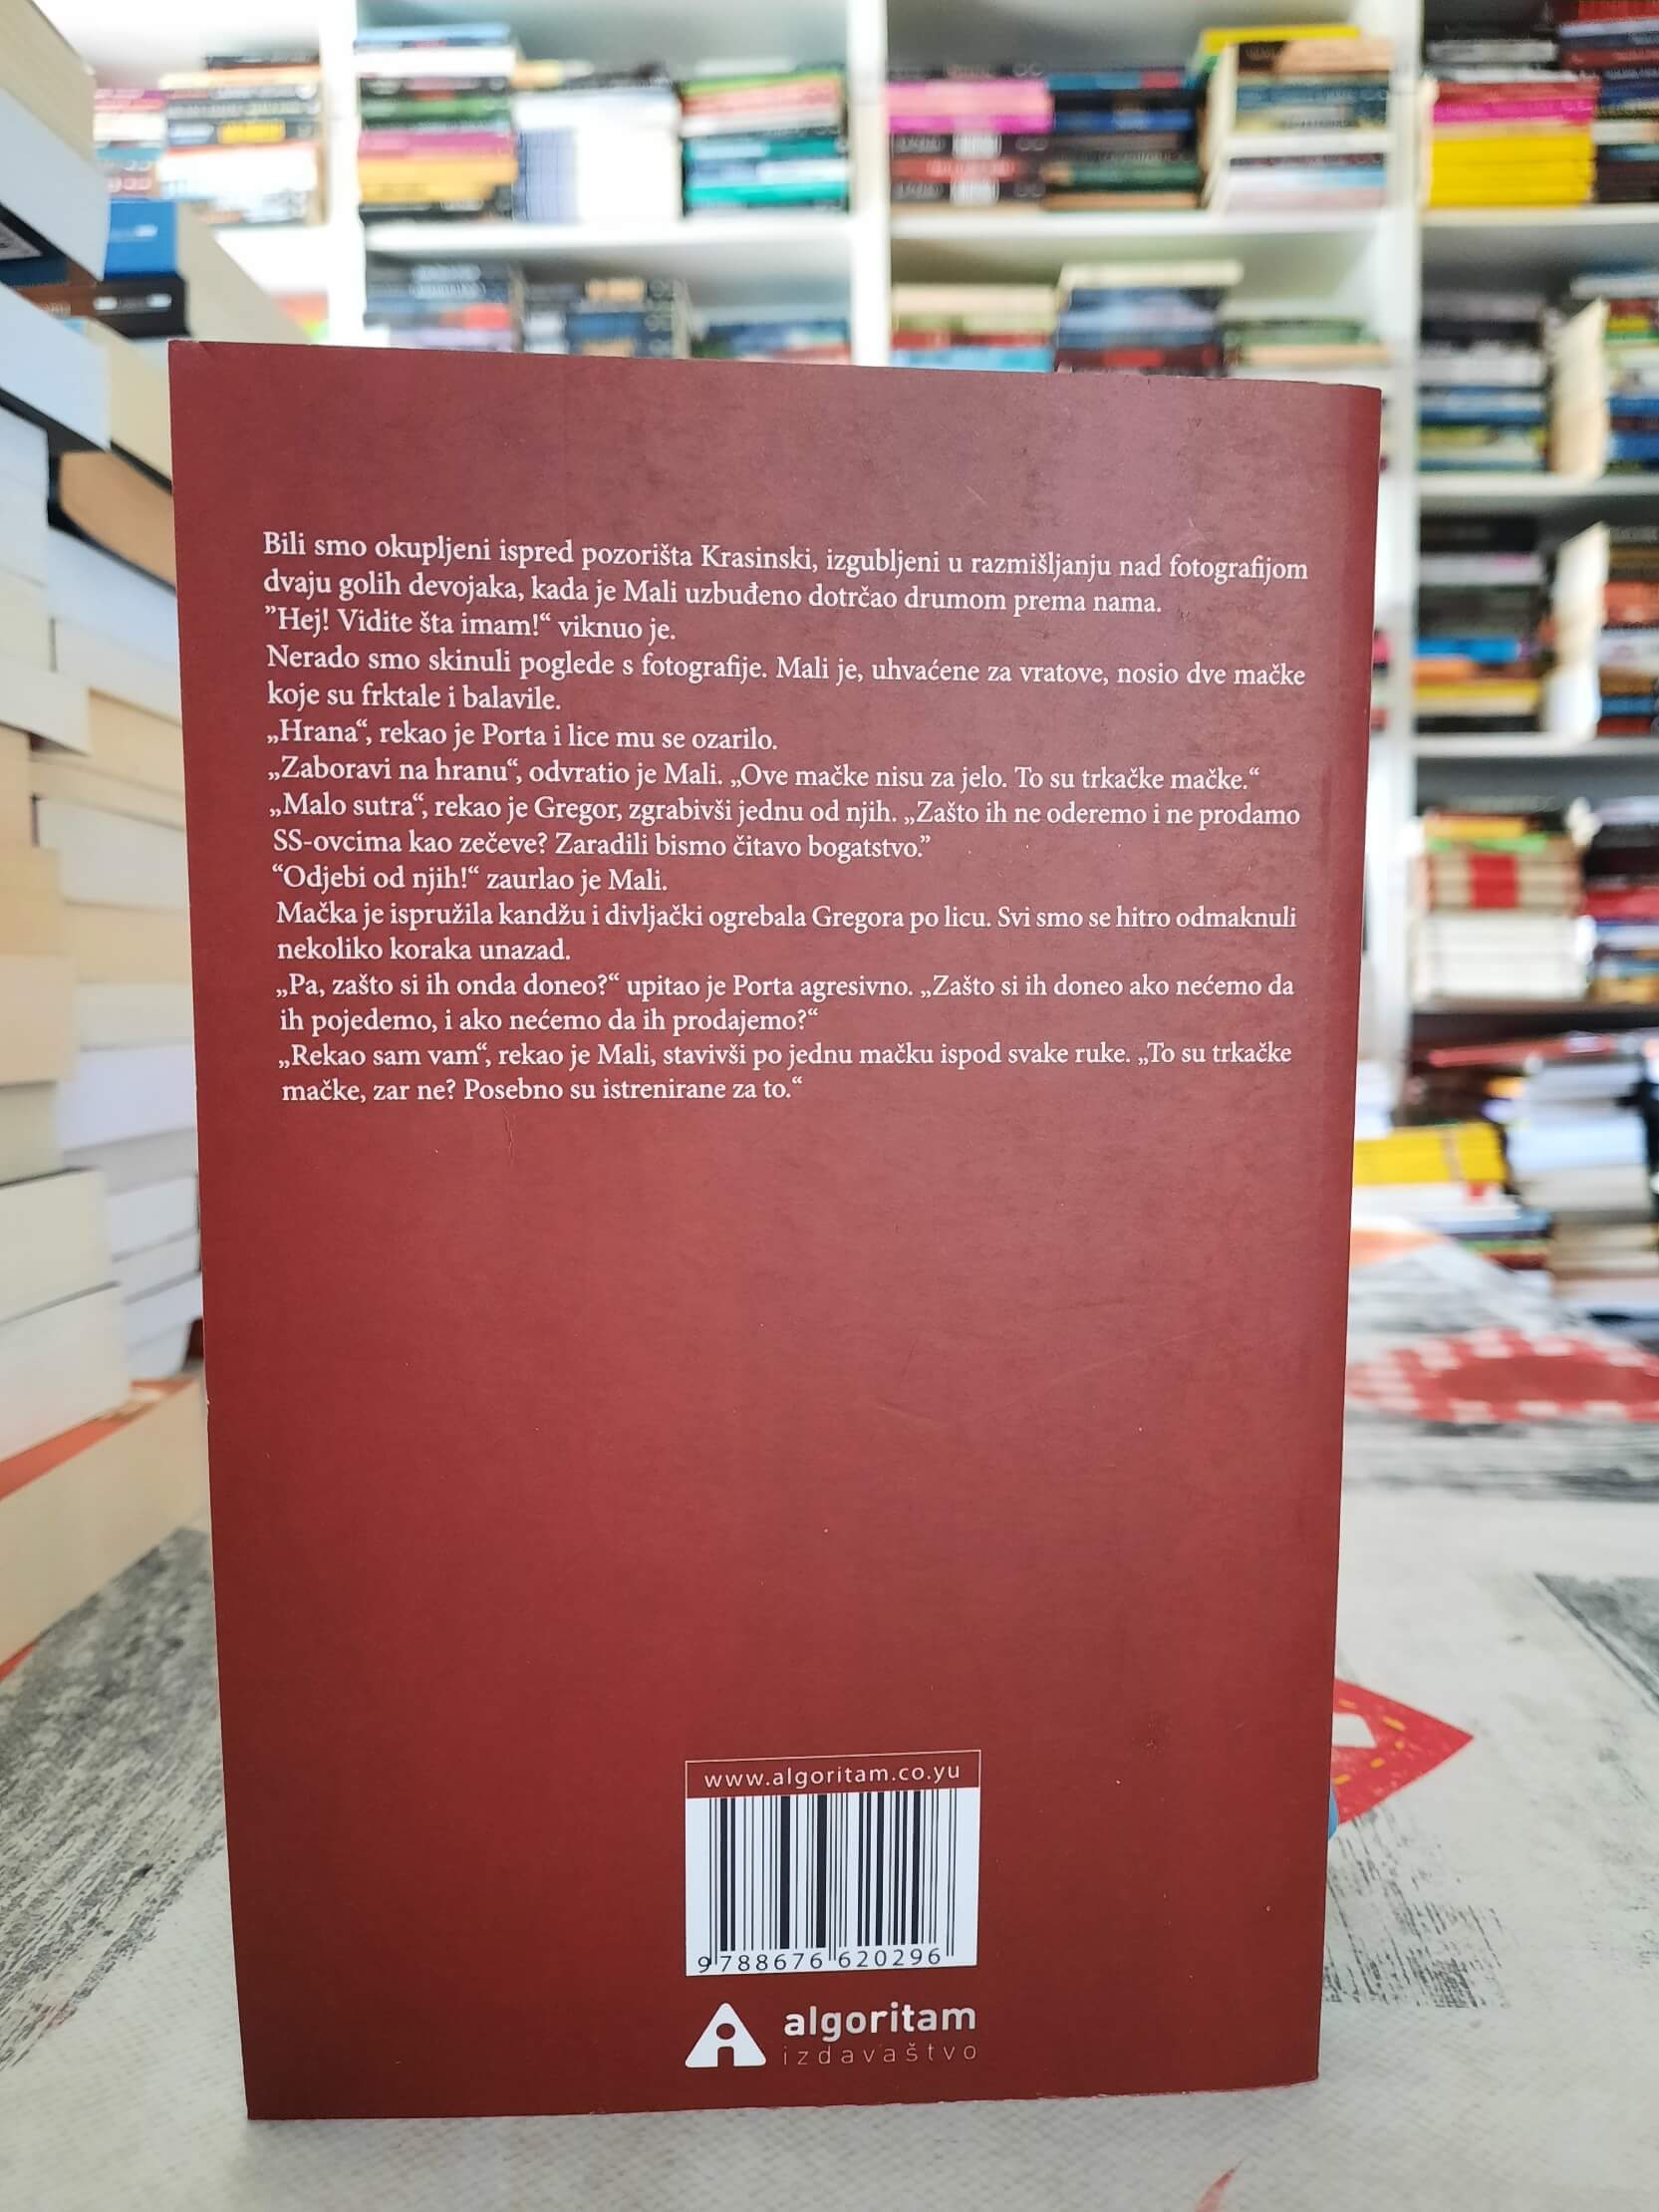 Bili smo okupljeni ispred pozorišta Krasinski, izgubljeni u razmišljanju nad fotografijom
dvaju golih devojaka, kada je Mali uzbuđeno dotrčao drumom prema nama.
”Hej! Vidite šta imam!“ viknuo je.
Nerado smo skinuli poglede s fotografije. Mali je, uhvaćene za vratove, nosio dve mačke
koje su frktale i balavile.
„Hrana“, rekao je Porta i lice mu se ozarilo.
„Zaboravi na hranu“, odvratio je Mali. „Ove mačke nisu za jelo. To su trkačke mačke.“
„Malo sutra“, rekao je Gregor, zgrabivši jednu od njih. „Zašto ih ne oderemo i ne prodamo
SS-ovcima kao zečeve? Zaradili bismo čitavo bogatstvo.”
“Odjebi od njih!“ zaurlao je Mali.
Mačka je ispružila kandžu i divljački ogrebala Gregora po licu. Svi smo se hitro odmaknuli
nekoliko koraka unazad.
„Pa, zašto si ih onda doneo?“ upitao je Porta agresivno. „Zašto si ih doneo ako nećemo da
ih pojedemo, i ako nećemo da ih prodajemo?“
„Rekao sam vam“, rekao je Mali, stavivši po jednu mačku ispod svake ruke. „To su trkačke
mačke, zar ne? Posebno su istrenirane za to.“
www.algoritam.co.yu
9 788676 620296
algoritam
izdavaštvo